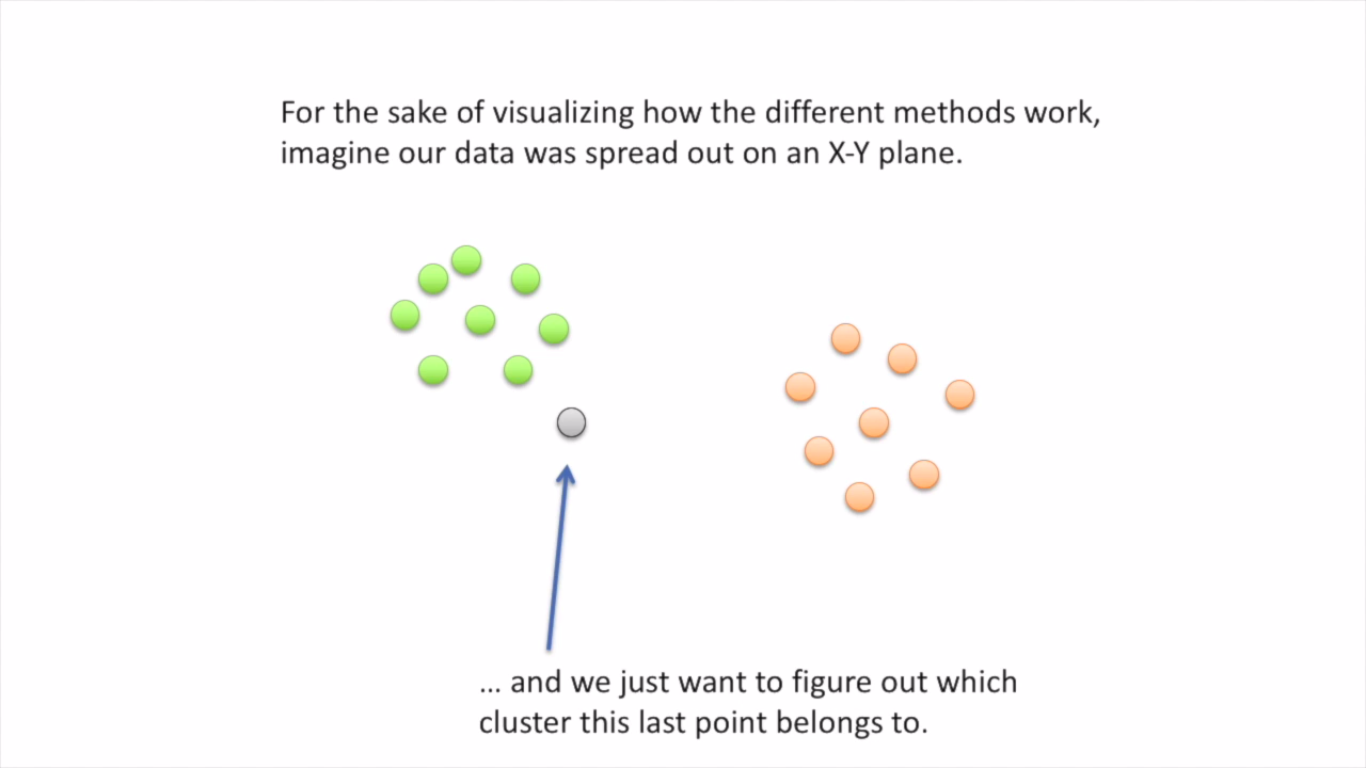 For the sake of visualizing how the different methods work,
imagine our data was spread out on an X-Y plane.
... and we just want to figure out which
cluster this last point belongs to.